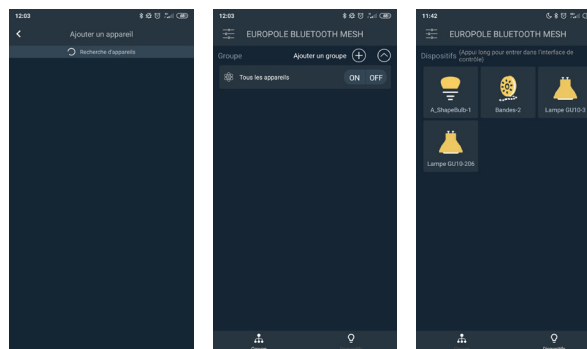 12:03
Ajouter un appareil
Recherche d'appareils
12:03
EUROPOLE BLUETOOTH MESH
Groupe
Ajouter un groupe
Tous les appareils
ON OFF
11:42
EUROPOLE BLUETOOTH MESH
Dispositifs (Appui long pour entrer dans l'interface de
contrôle)
A_ShapeBulb-1
Bandes-2
Lampe GU10-3
Lampe GU10-206